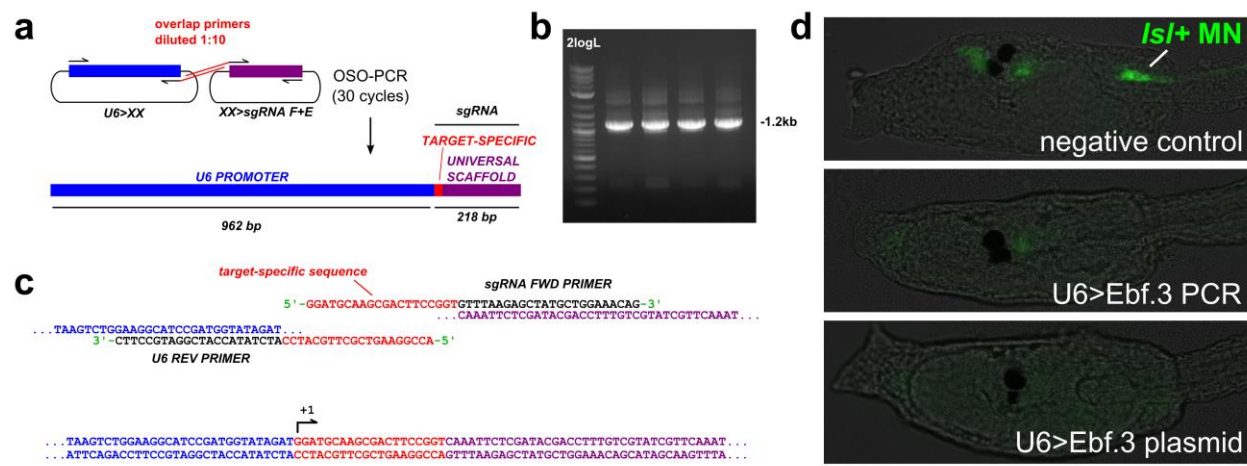 a
overlap primers
diluted 1:10
U6>XX
XX>sgRNA F+E
OSO-PCR
(30 cycles)
sgRNA
TARGET-SPECIFIC
U6 PROMOTER
UNIVERSAL
SCAFFOLD
962 bp
218 bp
b
2logL
-1.2kb
c
target-specific sequence
sgRNA FWD PRIMER
5'-GGATGCAAGCGACTTCCGGTGTTTAAGAGCTATGCTGGAAACAG-3'
...CAAATTCTCGATACGACCTTTGTCGTATCGTTCAAAT...
...TAAGTCTGGAAGGCATCCGATGGTATAGAT...
3'-CTTCCGTAGGCTACCATATCTACCTACGTTCGCTGAAGGCCA-5'
U6 REV PRIMER
+1
...TAAGTCTGGAAGGCATCCGATGGTATAGATGGATGCAAGCGACTTCCGGTCAAATTCTCGATACGACCTTTGTCGTATCGTTCAAAT...
...ATTCAGACCTTCCGTAGGCTACCATATCTACCTACGTTCGCTGAAGGCCAGTTTAAGAGCTATGCTGGAAACAGCATAGCAAGTTTA...
d
Isl+ MN
negative control
U6>Ebf.3 PCR
U6>Ebf.3 plasmid